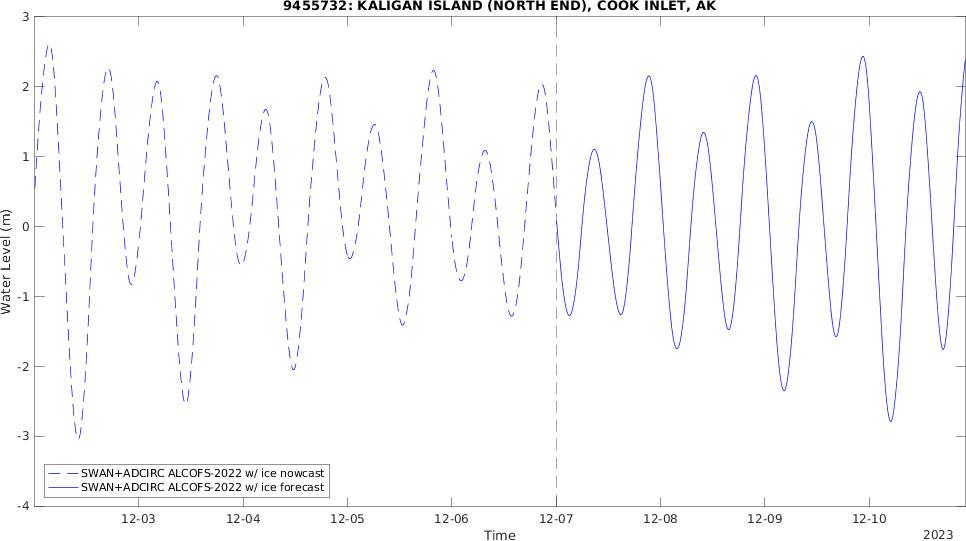 9455732: KALIGAN ISLAND (NORTH END), COOK INLET, AK
3
2
1
0
-1
-2
-3
-4
Water Level (m)
SWAN+ADCIRC ALCOFS-2022 w/ ice nowcast
SWAN+ADCIRC ALCOFS-2022 w/ ice forecast
12-03 12-04 12-05 12-06 12-07 12-08 12-09 12-10
Time
2023